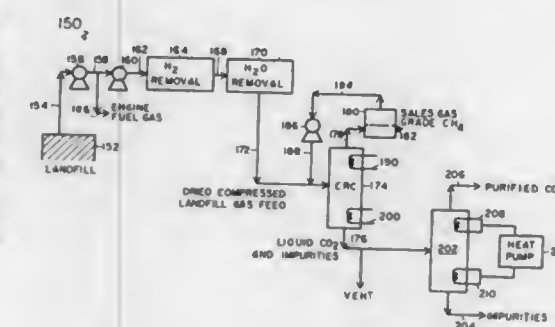 150
156
158
160
162
164
168
170
H2
REMOVAL
H2O
REMOVAL
154
186
ENGINE
FUEL GAS
152
LANDFILL
184
180
SALES GAS
GRADE CH4
182
178
186
188
172
190
174
CRC
200
DRIED COMPRESSED
LANDFILL GAS FEED
176
LIQUID CO2
AND IMPURITIES
VENT
206
PURIFIED CO
208
202
HEAT
PUMP
2
210
IMPURITIES
204